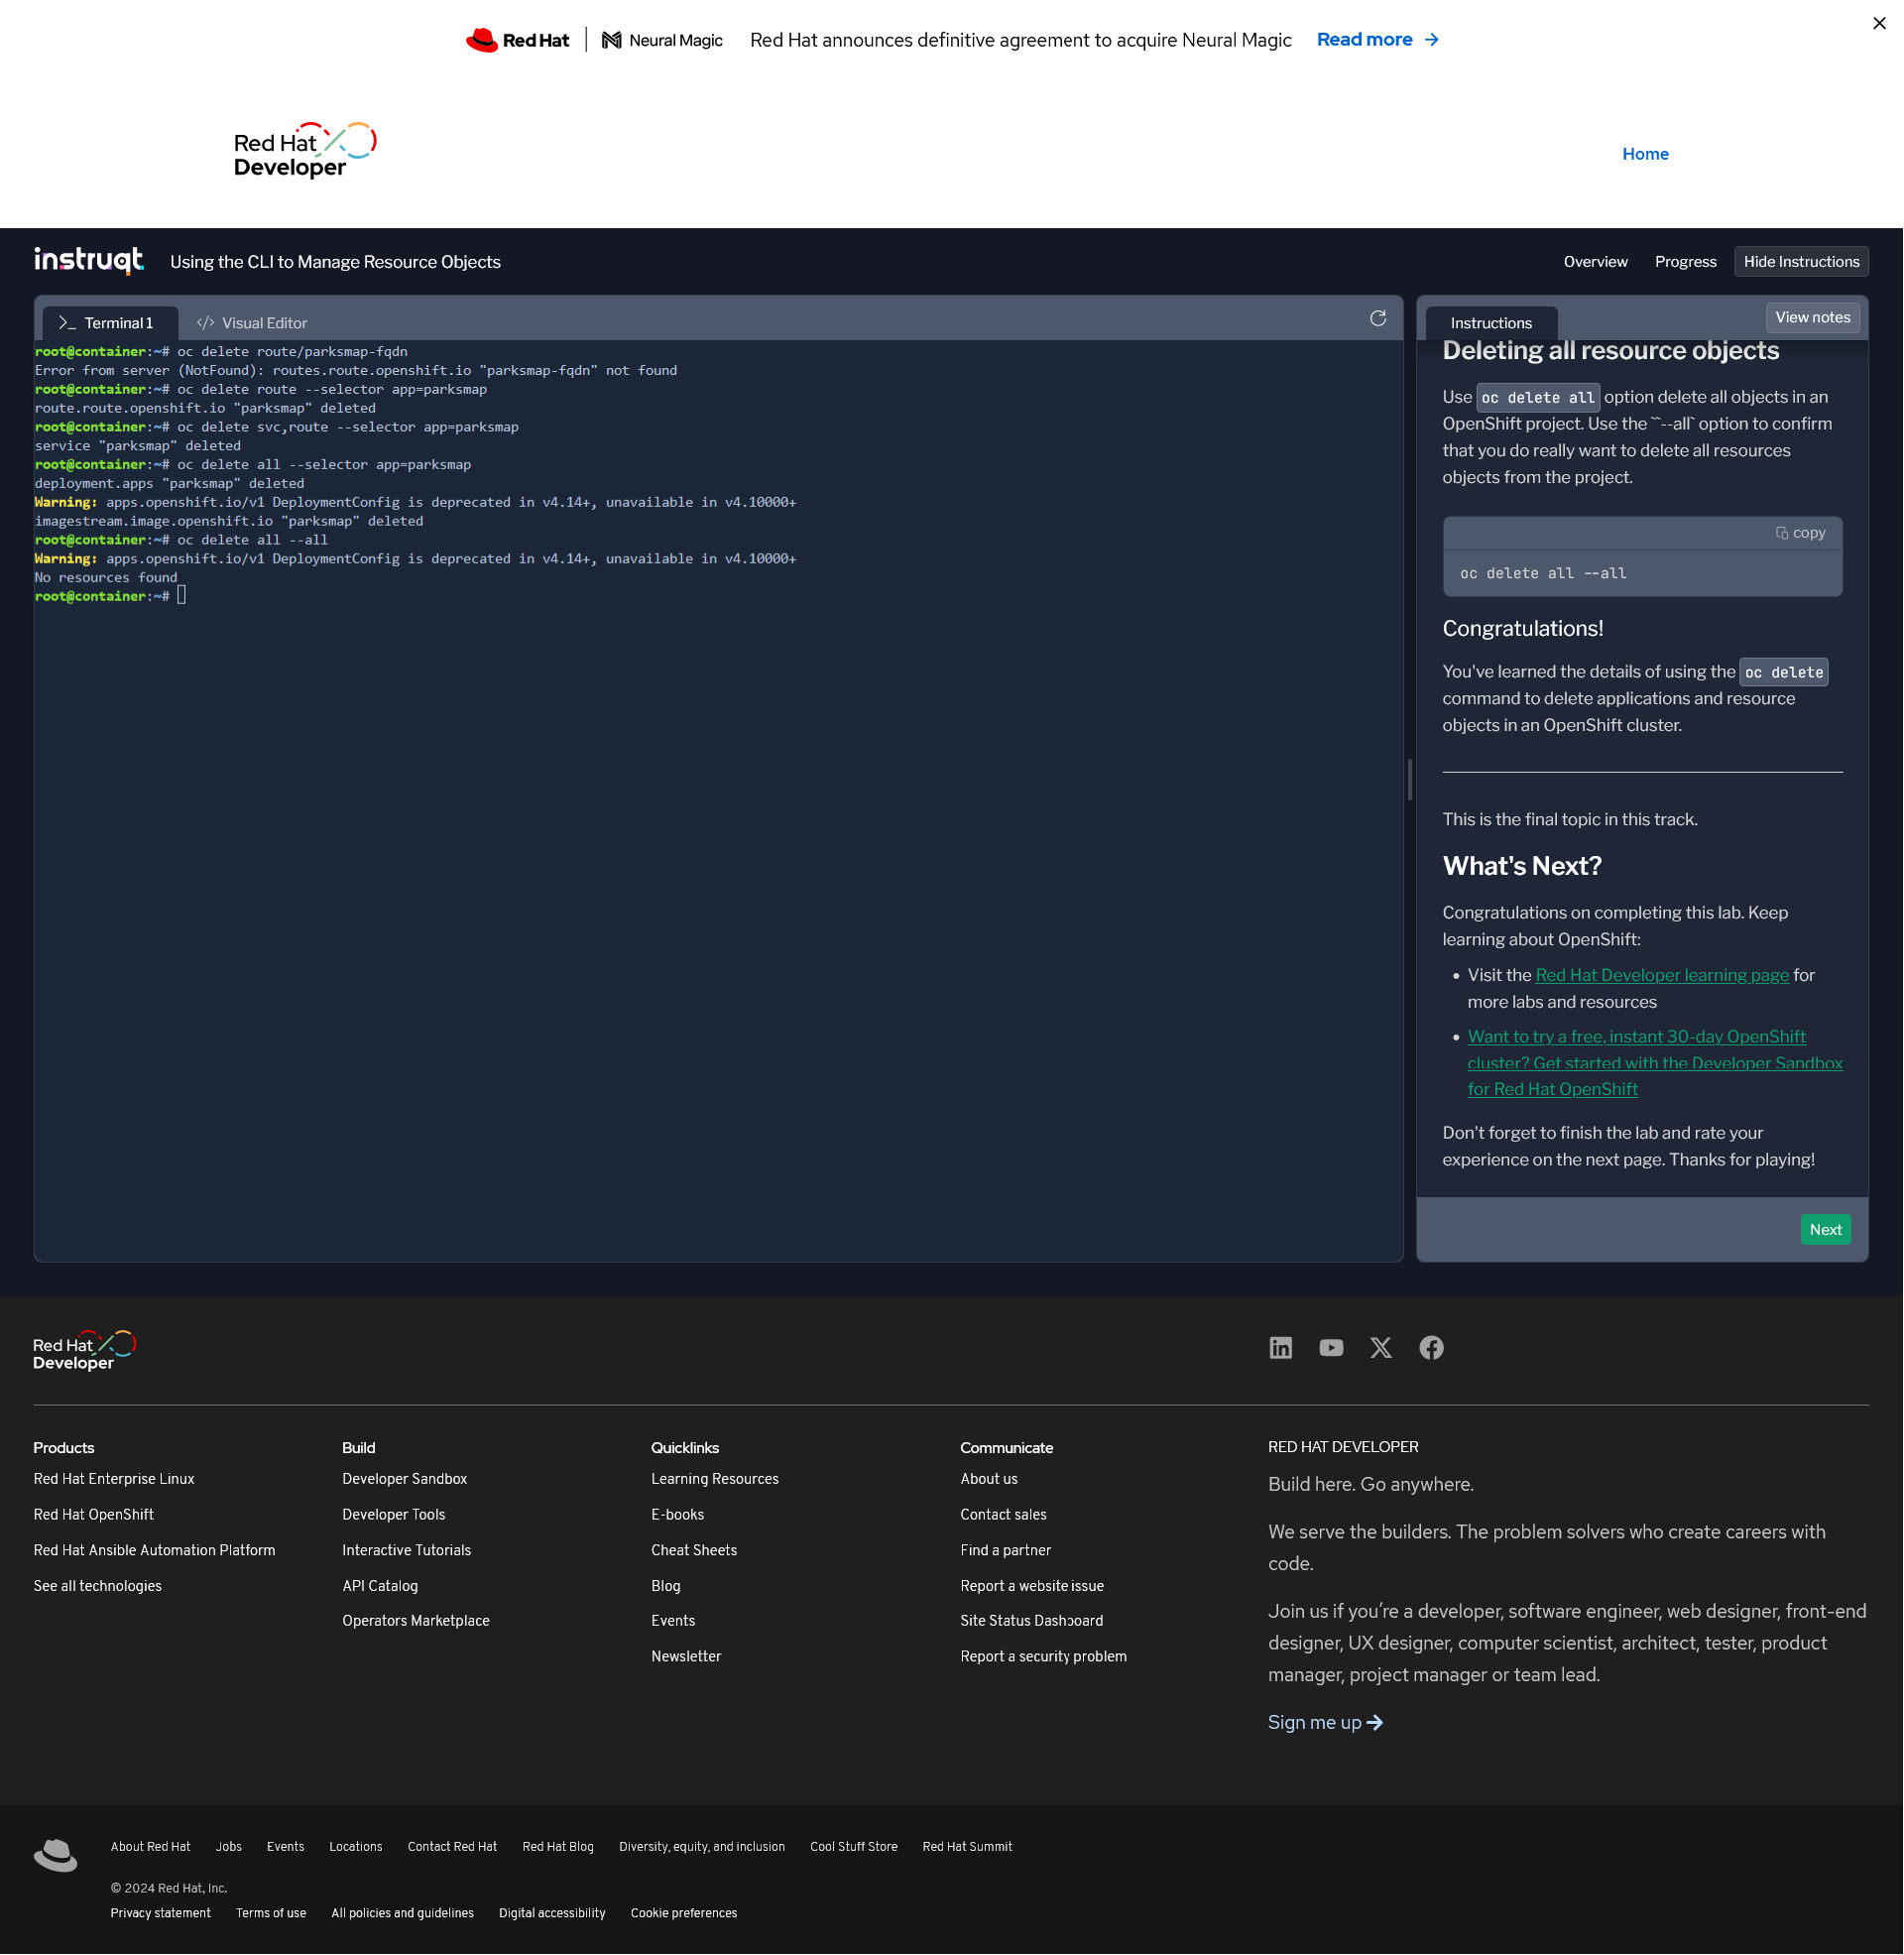 Red Hat
Neural Magic
Red Hat announces definitive agreement to acquire Neural Magic
Read more
Red Hat
Developer
Home
instruqt
Using the CLI to Manage Resource Objects
Overview
Progress
Hide Instructions
Terminal 1
Visual Editor
root@container:~# oc delete route/parksmap-fqdn
Error from server (NotFound): routes.route.openshift.io "parksmap-fqdn" not found
root@container:~# oc delete route --selector app=parksmap
route.route.openshift.io "parksmap" deleted
root@container:~# oc delete svc,route --selector app=parksmap
service "parksmap" deleted
root@container:~# oc delete all --selector app=parksmap
deployment.apps "parksmap" deleted
Warning: apps.openshift.io/v1 DeploymentConfig is deprecated in v4.14+, unavailable in v4.10000+
imagestream.image.openshift.io "parksmap" deleted
root@container:~# oc delete all --all
Warning: apps.openshift.io/v1 DeploymentConfig is deprecated in v4.14+, unavailable in v4.10000+
No resources found
root@container:~#
Instructions
View notes
Deleting all resource objects
Use oc delete all option delete all objects in an
OpenShift project. Use the ``--all` option to confirm
that you do really want to delete all resources
objects from the project.
copy
oc delete all --all
Congratulations!
You've learned the details of using the oc delete
command to delete applications and resource
objects in an OpenShift cluster.
This is the final topic in this track.
What's Next?
Congratulations on completing this lab. Keep
learning about OpenShift:
• Visit the Red Hat Developer learning page for
more labs and resources
• Want to try a free, instant 30-day OpenShift
cluster? Get started with the Developer Sandbox
for Red Hat OpenShift
Don't forget to finish the lab and rate your
experience on the next page. Thanks for playing!
Next
Red Hat
Developer
Products
Red Hat Enterprise Linux
Red Hat OpenShift
Red Hat Ansible Automation Platform
See all technologies
Build
Developer Sandbox
Developer Tools
Interactive Tutorials
API Catalog
Operators Marketplace
Quicklinks
Learning Resources
E-books
Cheat Sheets
Blog
Events
Newsletter
Communicate
About us
Contact sales
Find a partner
Report a website issue
Site Status Dashboard
Report a security problem
RED HAT DEVELOPER
Build here. Go anywhere.
We serve the builders. The problem solvers who create careers with
code.
Join us if you’re a developer, software engineer, web designer, front-end
designer, UX designer, computer scientist, architect, tester, product
manager, project manager or team lead.
Sign me up
About Red Hat
Jobs
Events
Locations
Contact Red Hat
Red Hat Blog
Diversity, equity, and inclusion
Cool Stuff Store
Red Hat Summit
© 2024 Red Hat, Inc.
Privacy statement
Terms of use
All policies and guidelines
Digital accessibility
Cookie preferences